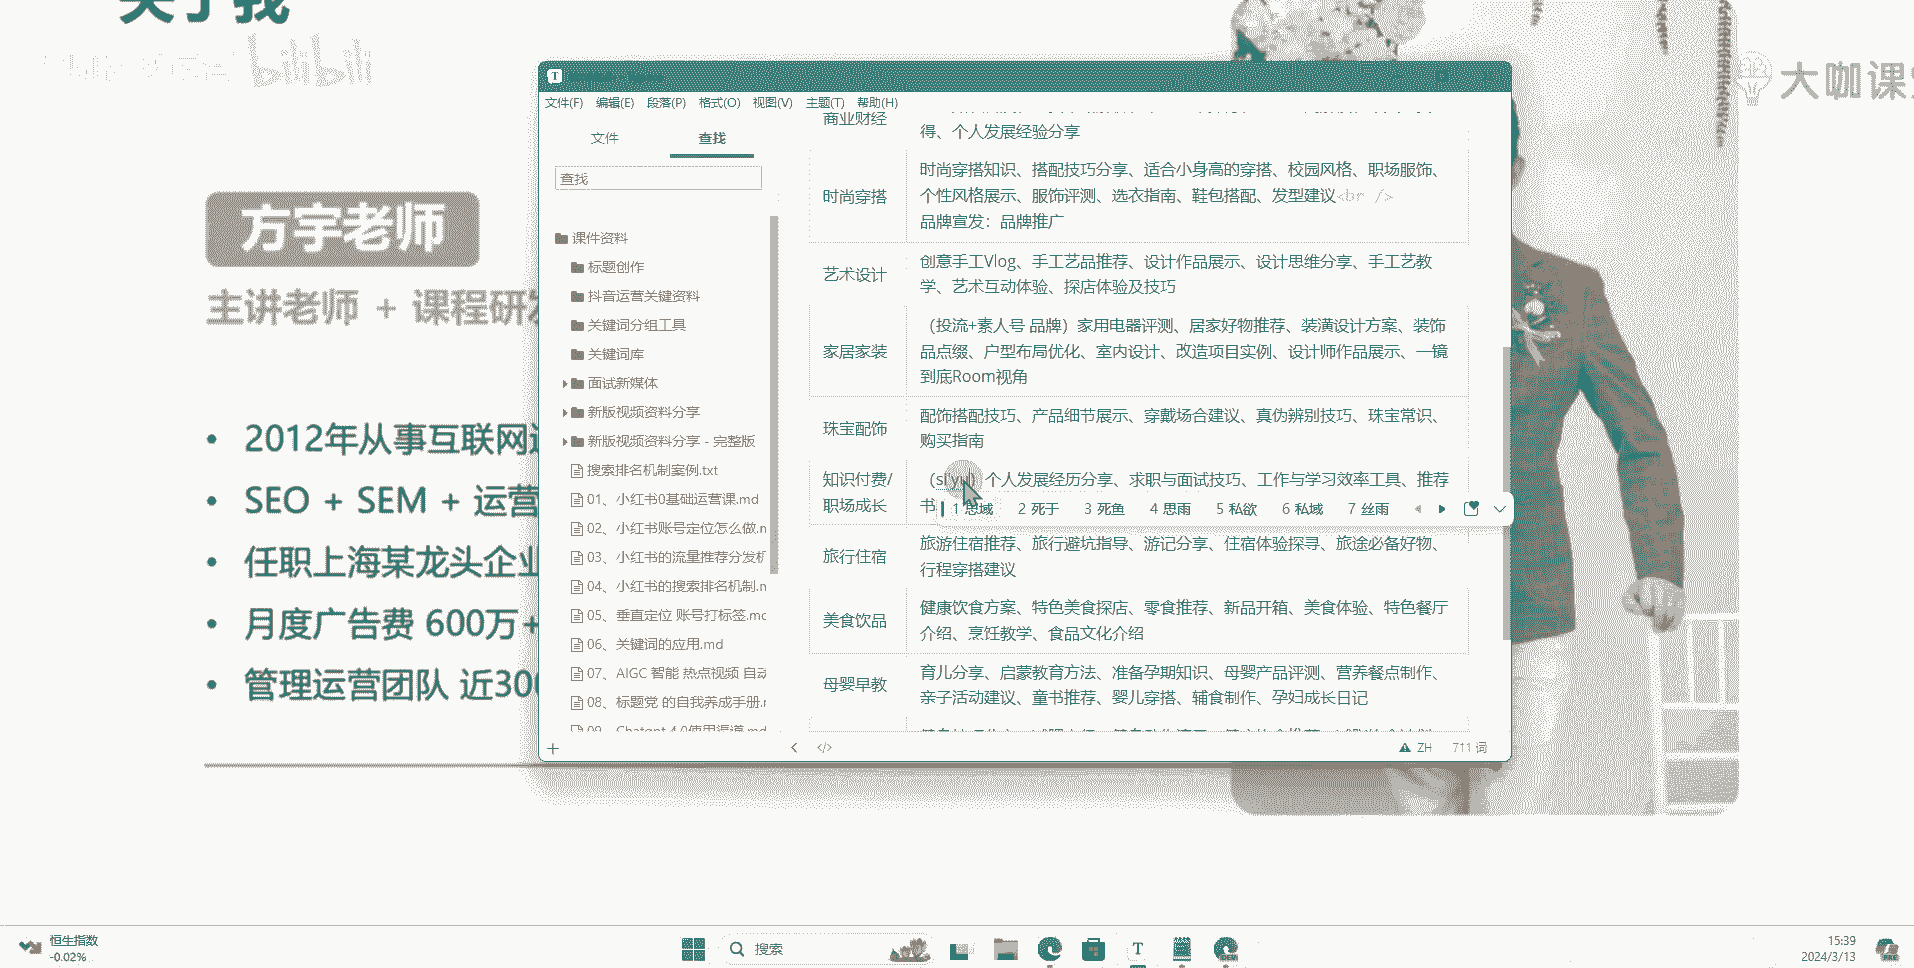 关于我
bilibili
大咖课堂
方宇老师
主讲老师 + 课程研发
2012年从事互联网运
SEO + SEM + 运营
任职上海某龙头企业
月度广告费 600万+
管理运营团队 近300
文件(F) 编辑(E) 段落(P) 格式(O) 视图(V) 主题(T) 帮助(H)
文件 查找
查找
课件资料
标题创作
抖音运营关键资料
关键词分组工具
关键词库
面试新媒体
新版视频资料分享
新版视频资料分享 - 完整版
搜索排名机制案例.txt
01、小红书0基础运营课.md
02、小红书账号定位怎么做.n
03、小红书的流量推荐分发机
04、小红书的搜索排名机制.n
05、垂直定位 账号打标签.mc
06、关键词的应用.md
07、AIGC 智能 热点视频 自动
08、标题党 的自我养成手册.r
09、Chatgpt 4.0使用渠道.md
商业财经
得、个人发展经验分享
时尚穿搭
时尚穿搭知识、搭配技巧分享、适合小身高的穿搭、校园风格、职场服饰、
个性风格展示、服饰评测、选衣指南、鞋包搭配、发型建议<br />
品牌宣发：品牌推广
艺术设计
创意手工Vlog、手工艺品推荐、设计作品展示、设计思维分享、手工艺教
学、艺术互动体验、探店体验及技巧
家居家装
（投流+素人号 品牌）家用电器评测、居家好物推荐、装潢设计方案、装饰
品点缀、户型布局优化、室内设计、改造项目实例、设计师作品展示、一镜
到底Room视角
珠宝配饰
配饰搭配技巧、产品细节展示、穿戴场合建议、真伪辨别技巧、珠宝常识、
购买指南
知识付费/
职场成长
（si'yu）个人发展经历分享、求职与面试技巧、工作与学习效率工具、推荐
书
1 思域 2 死于 3 死鱼 4 思雨 5 私欲 6 私域 7 丝雨
旅行住宿
旅游住宿推荐、旅行避坑指导、游记分享、住宿体验探寻、旅途必备好物、
行程穿搭建议
美食饮品
健康饮食方案、特色美食探店、零食推荐、新品开箱、美食体验、特色餐厅
介绍、烹饪教学、食品文化介绍
母婴早教
育儿分享、启蒙教育方法、准备孕期知识、母婴产品评测、营养餐点制作、
亲子活动建议、童书推荐、婴儿穿搭、辅食制作、孕妇成长日记
ZH 711 词
恒生指数
-0.02%
搜索
15:39
2024/3/13